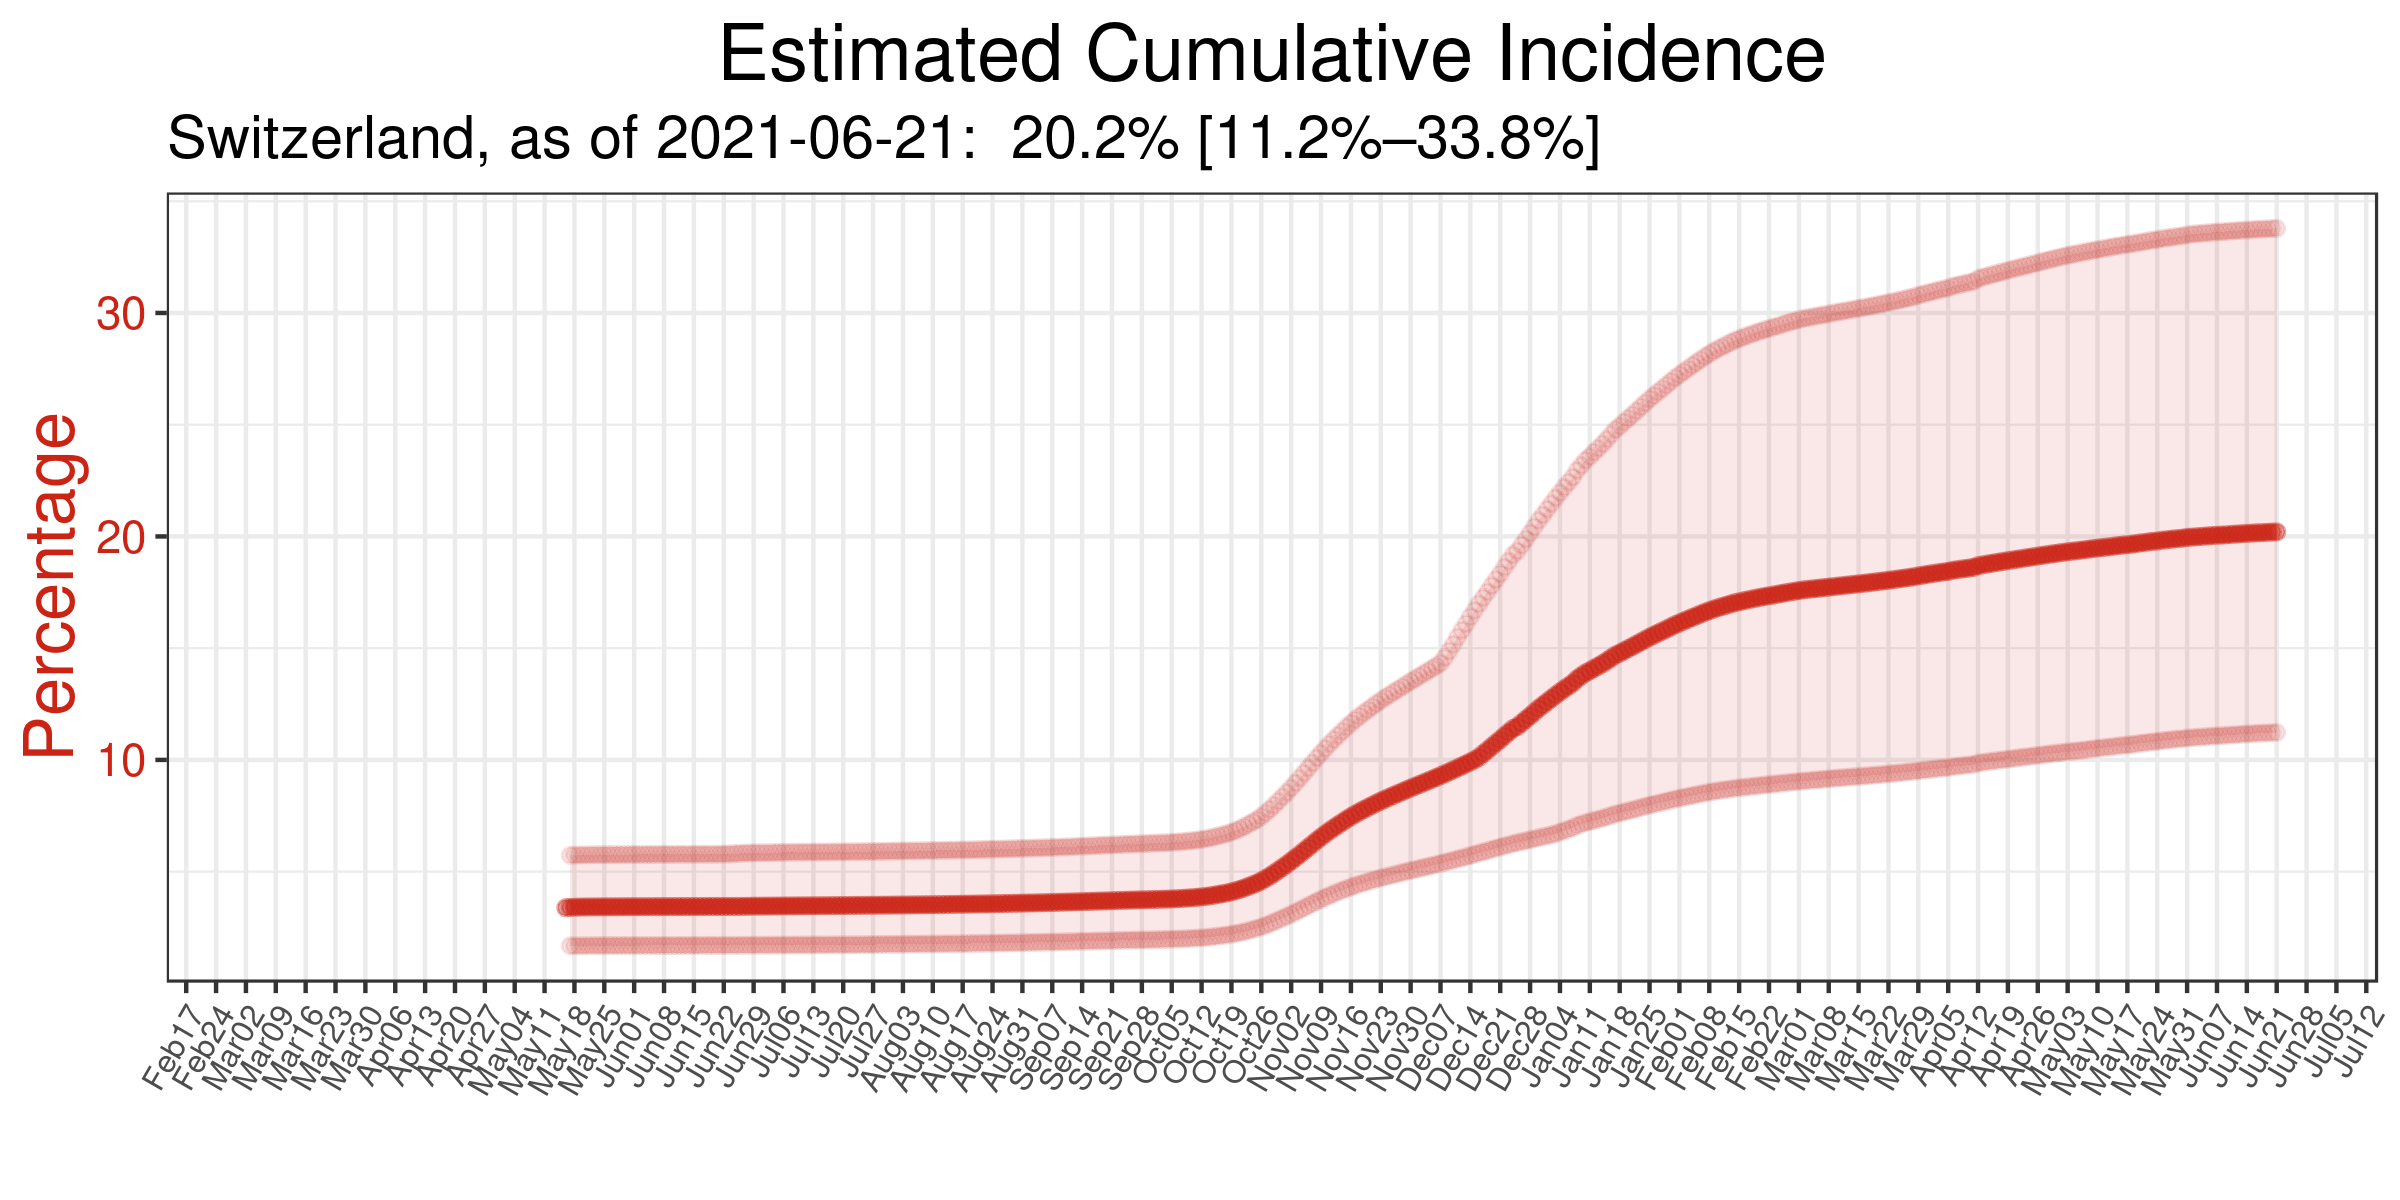 Estimated Cumulative Incidence
Switzerland, as of 2021-06-21:  20.2% [11.2%–33.8%]
Percentage
30
20
10
Feb17
Feb24
Mar02
Mar09
Mar16
Mar23
Mar30
Apr06
Apr13
Apr20
Apr27
May04
May11
May18
May25
Jun01
Jun08
Jun15
Jun22
Jun29
Jul06
Jul13
Jul20
Jul27
Aug03
Aug10
Aug17
Aug24
Aug31
Sep07
Sep14
Sep21
Sep28
Oct05
Oct12
Oct19
Oct26
Nov02
Nov09
Nov16
Nov23
Nov30
Dec07
Dec14
Dec21
Dec28
Jan04
Jan11
Jan18
Jan25
Feb01
Feb08
Feb15
Feb22
Mar01
Mar08
Mar15
Mar22
Mar29
Apr05
Apr12
Apr19
Apr26
May03
May10
May17
May24
May31
Jun07
Jun14
Jun21
Jun28
Jul05
Jul12